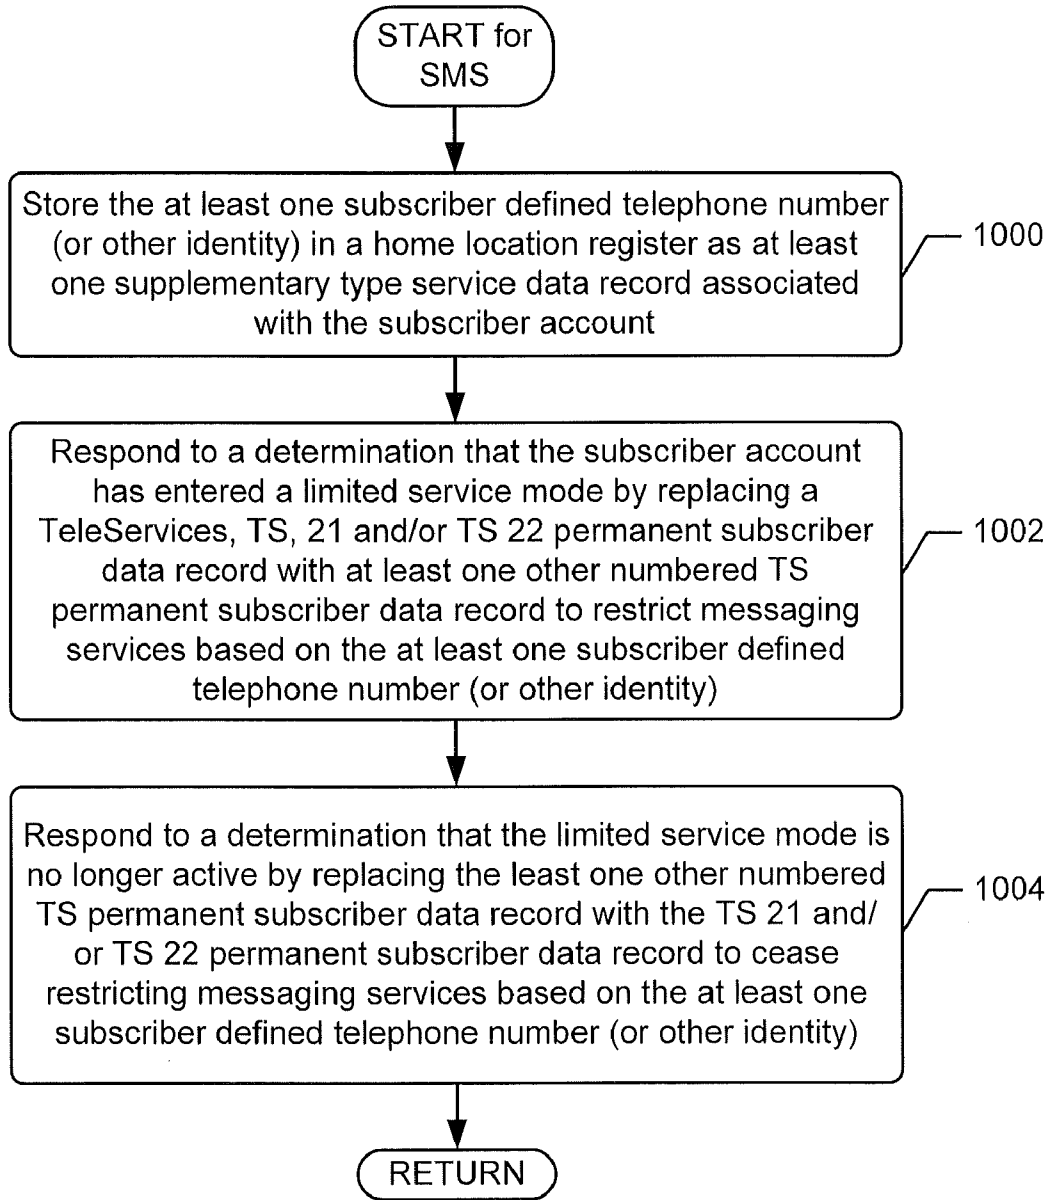 START for
SMS
Store the at least one subscriber defined telephone number
(or other identity) in a home location register as at least
one supplementary type service data record associated
with the subscriber account
1000
Respond to a determination that the subscriber account
has entered a limited service mode by replacing a
TeleServices, TS, 21 and/or TS 22 permanent subscriber
data record with at least one other numbered TS
permanent subscriber data record to restrict messaging
services based on the at least one subscriber defined
telephone number (or other identity)
1002
Respond to a determination that the limited service mode is
no longer active by replacing the least one other numbered
TS permanent subscriber data record with the TS 21 and/
or TS 22 permanent subscriber data record to cease
restricting messaging services based on the at least one
subscriber defined telephone number (or other identity)
1004
RETURN